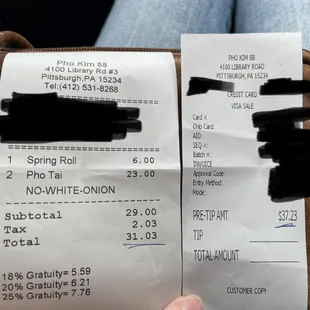 Pho Kim 88
4100 Library Rd #3
Pittsburgh,PA 15234
Tel:(412) 531-8268
1 Spring Roll 6.00
2 Pho Tai 23.00
NO-WHITE-ONION
Subtotal 29.00
Tax 2.03
Total 31.03
18% Gratuity= 5.59
20% Gratuity= 6.21
25% Gratuity= 7.76
PHO KIM 88
4100 LIBRARY ROAD
PITTSBURGH, PA 15234
CREDIT CARD
VISA SALE
Card #
Chip Card:
AID:
SEQ #:
Batch #:
INVOICE
Approval Code:
Entry Method:
Mode:
PRE-TIP AMT $37.23
TIP
TOTAL AMOUNT
CUSTOMER COPY